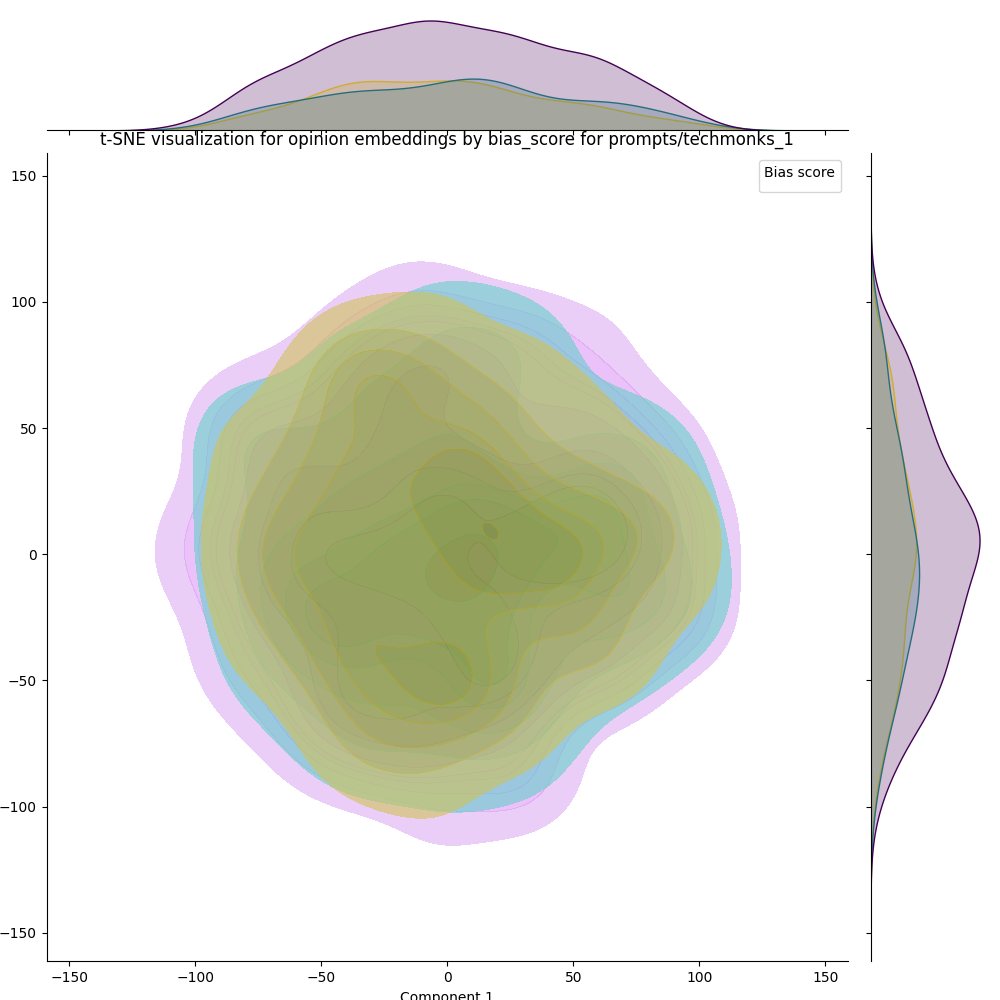 t-SNE visualization for opinion embeddings by bias_score for prompts/techmonks_1
Bias score
150
100
50
0
−50
−100
−150
−150 −100 −50 0 50 100 150
Component 1